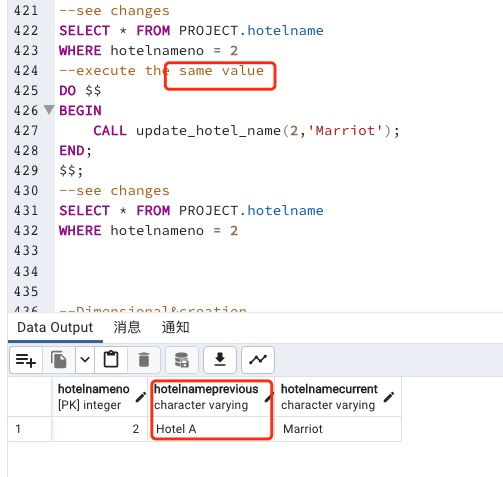 421 --see changes
422 SELECT * FROM PROJECT.hotelname
423 WHERE hotelnameno = 2
424 --execute the same value
425 DO $$
426 BEGIN
427 CALL update_hotel_name(2,'Marriot');
428 END;
429 $$;
430 --see changes
431 SELECT * FROM PROJECT.hotelname
432 WHERE hotelnameno = 2
433
434
435
436 --Dimensional&creation
Data Output 消息 通知
hotelnameno hotelnameprevious hotelnamecurrent
[PK] integer character varying character varying
1 2 Hotel A Marriot